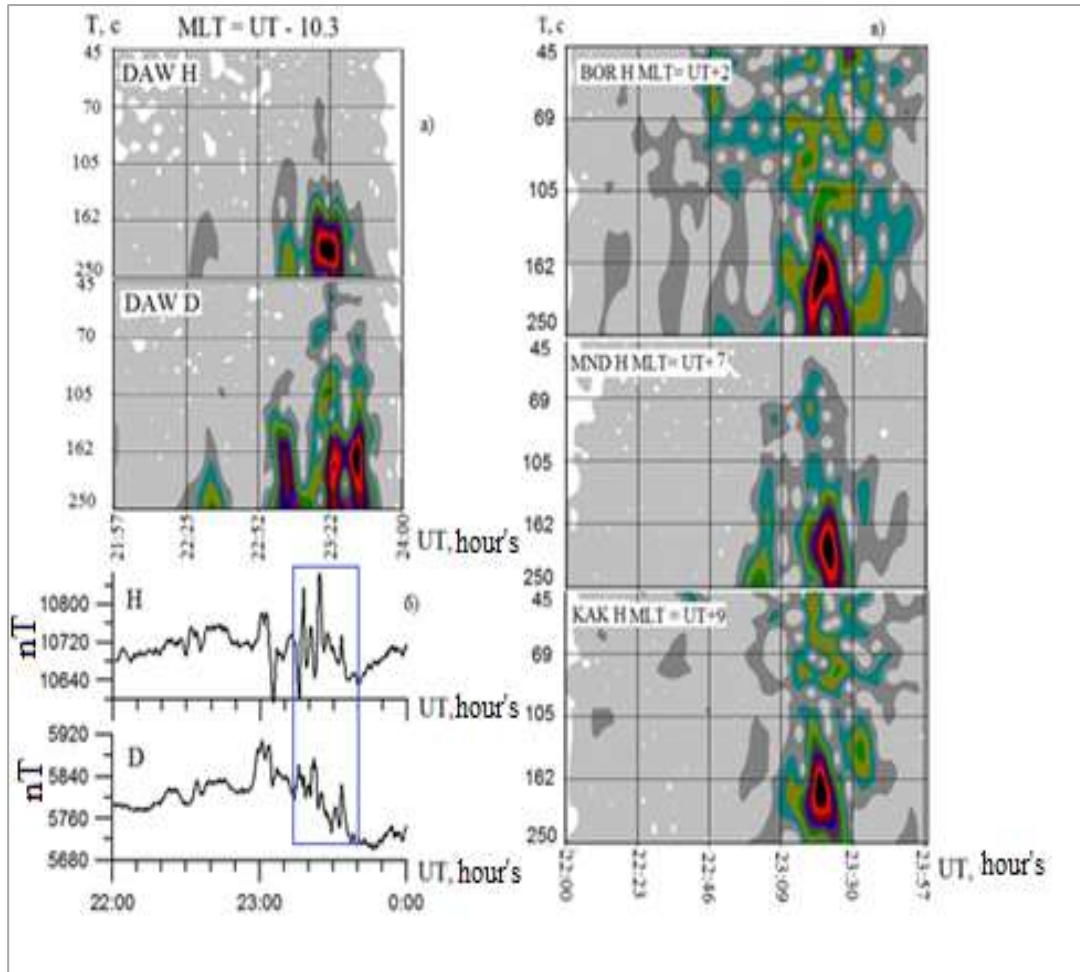 T, c MLT = UT - 10.3
45
DAW H
70
a)
105
162
250
43
DAW D
70
105
162
250
21:57
22:25
22:52
23:22
24:00
UT, hour's
H
б)
10800
10720
10640
nT
UT, hour's
5920
D
5840
5760
5680
nT
UT, hour's
22:00
23:00
0:00
T, c
в)
45
BOR H MLT= UT+2
69
105
162
250
45
MND H MLT= UT+7
69
105
162
250
45
KAK H MLT = UT+9
69
105
162
250
22:00
22:23
22:46
23:09
23:30
23:57
UT, hour's